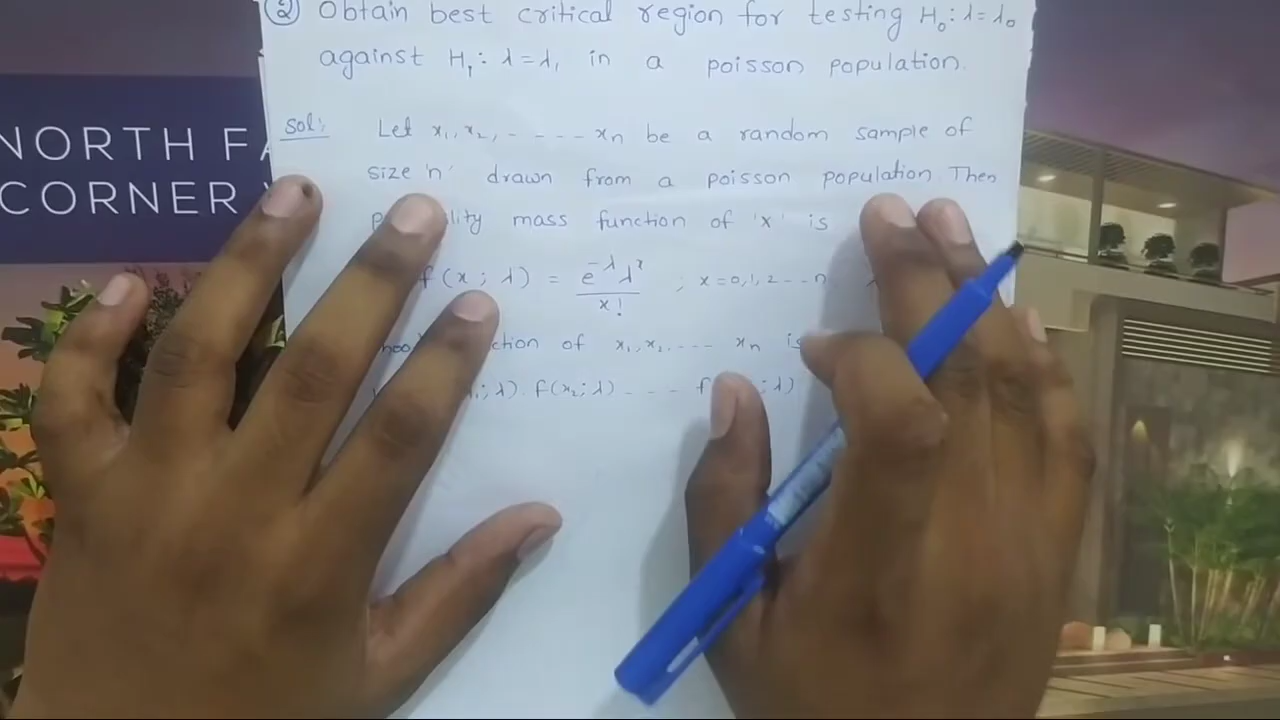 ② Obtain best critical region for testing H₀: λ=λ₀
against H₁: λ=λ₁ in a poisson population.
Sol: Let x₁, x₂, - - - - xₙ be a random sample of
size 'n' drawn from a poisson population. Then
mass function of 'x' is
f(x; λ) = e^-λ λ^x / x! ; x=0,1,2---n
of x₁, x₂, ---- xₙ is
; λ). f(x₂; λ) - - - f ; λ)
NORTH FA
CORNER